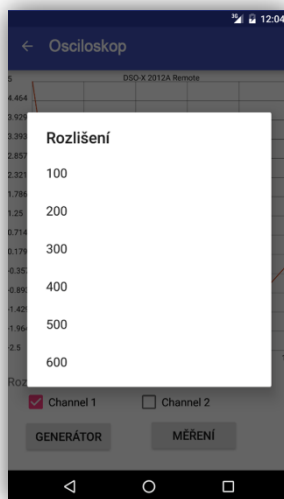 3G 12:04
← Osciloskop
DSO-X 2012A Remote
4.464
3.929
3.393
2.857
2.321
1.786
1.25
0.714
-0.357
-0.893
-1.429
-1.964
-2.5
Rozlišení
100
200
300
400
500
600
Roz
Channel 1 Channel 2
GENERÁTOR MĚŘENÍ